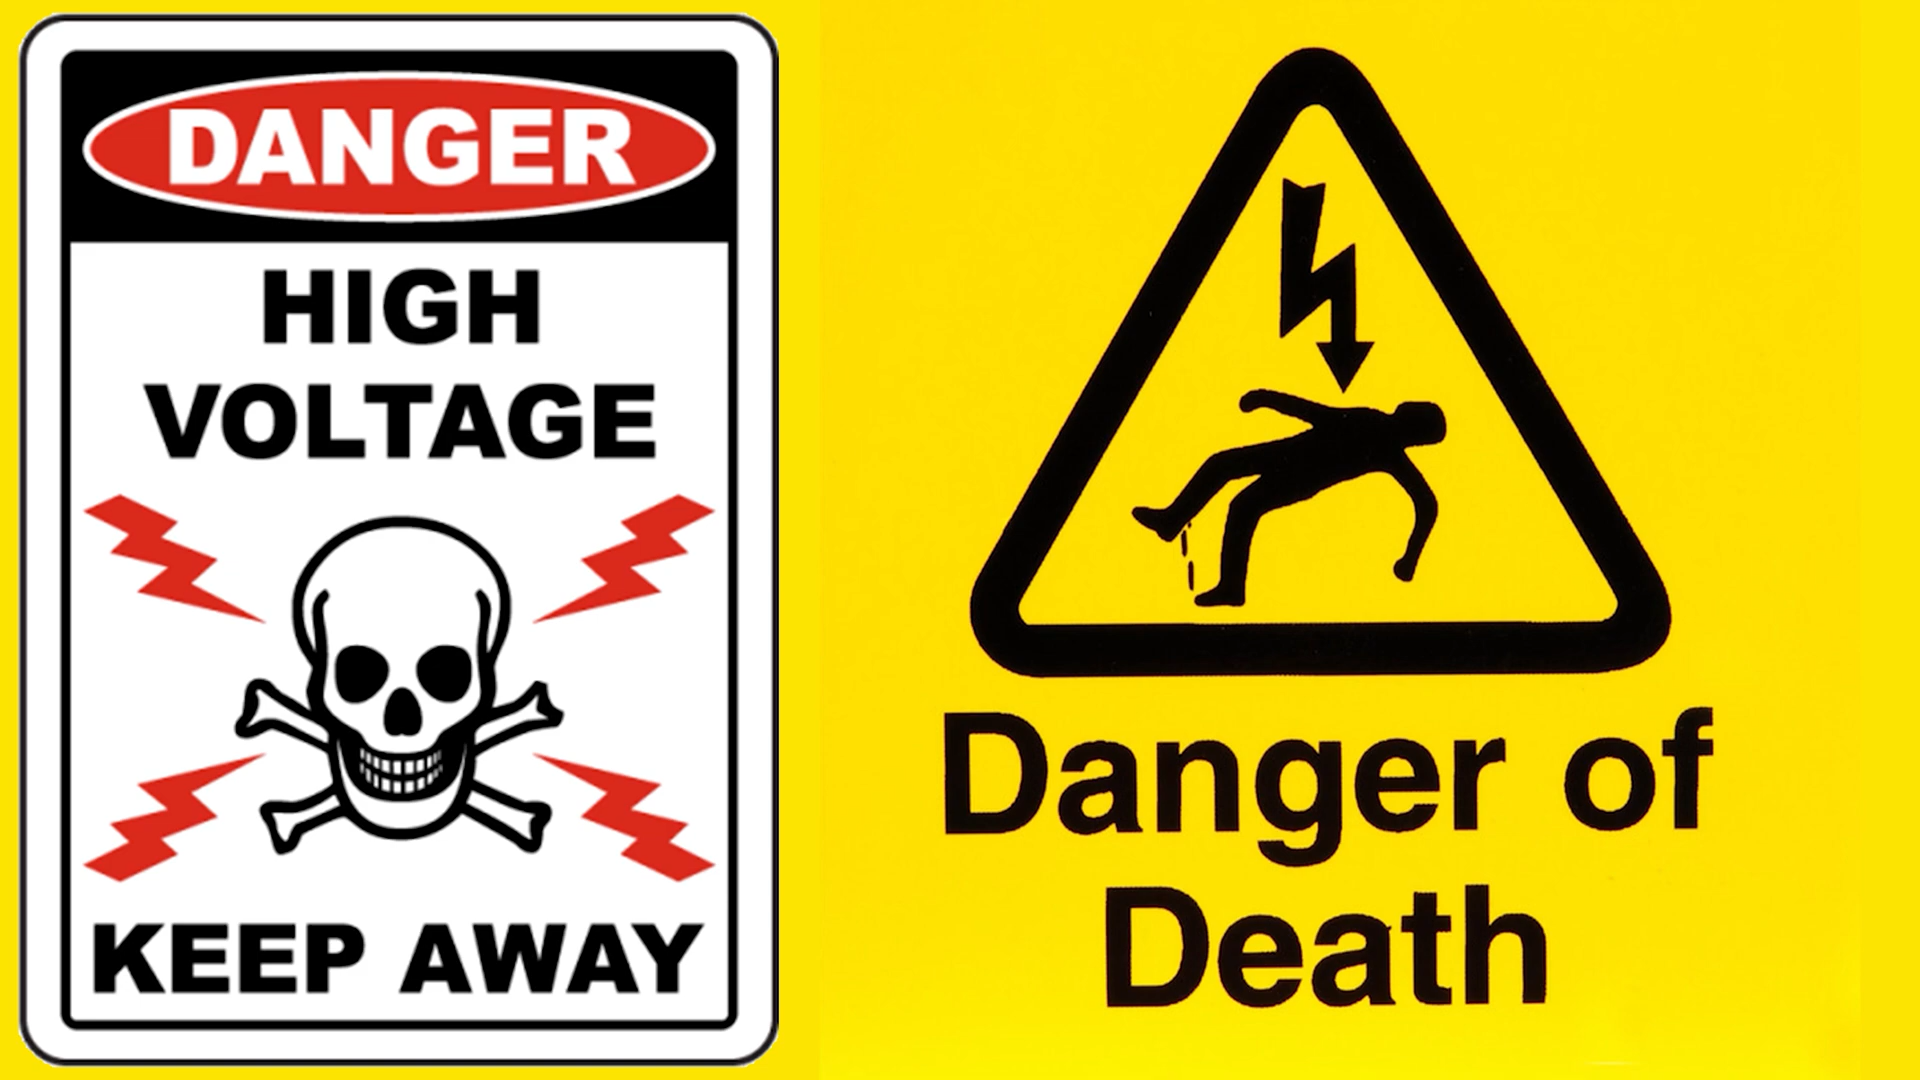 DANGER
HIGH
VOLTAGE
KEEP AWAY
Danger of
Death